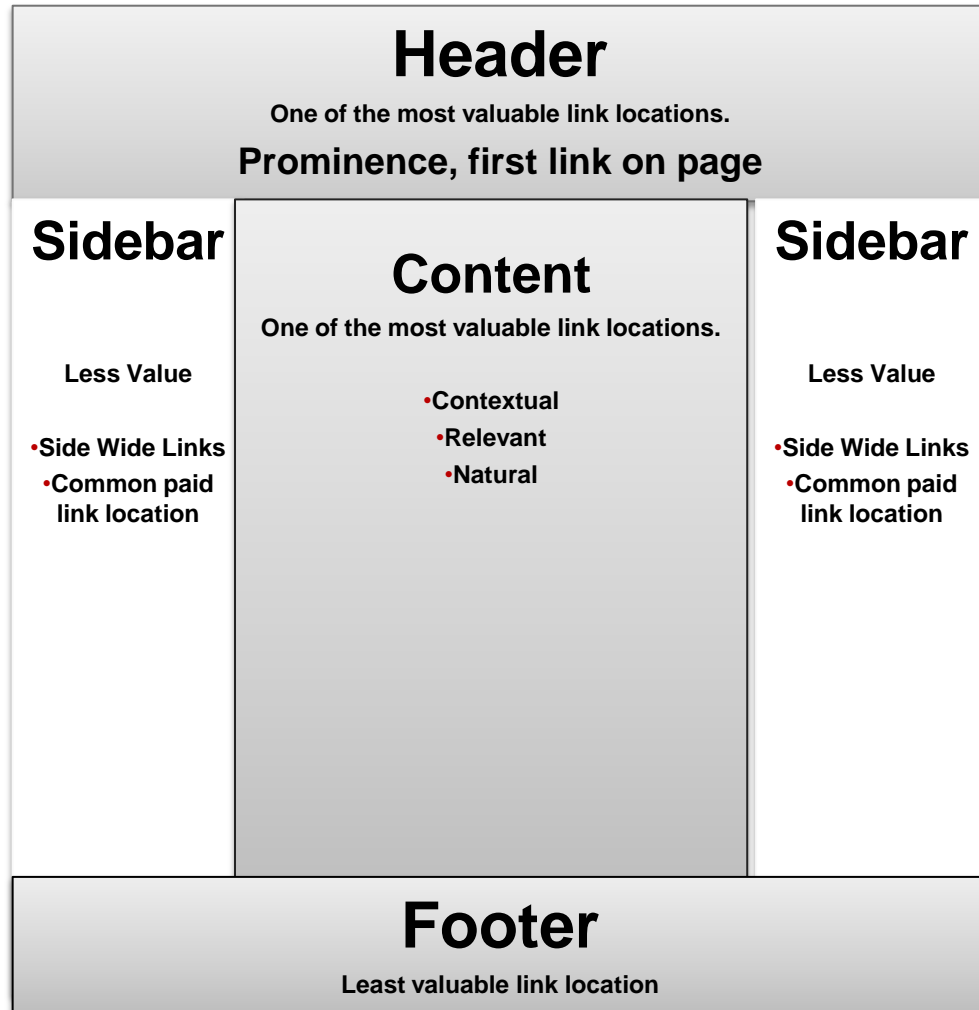 Header
One of the most valuable link locations.
Prominence, first link on page
Sidebar
Less Value
•Side Wide Links
•Common paid
link location
Content
One of the most valuable link locations.
•Contextual
•Relevant
•Natural
Sidebar
Less Value
•Side Wide Links
•Common paid
link location
Footer
Least valuable link location